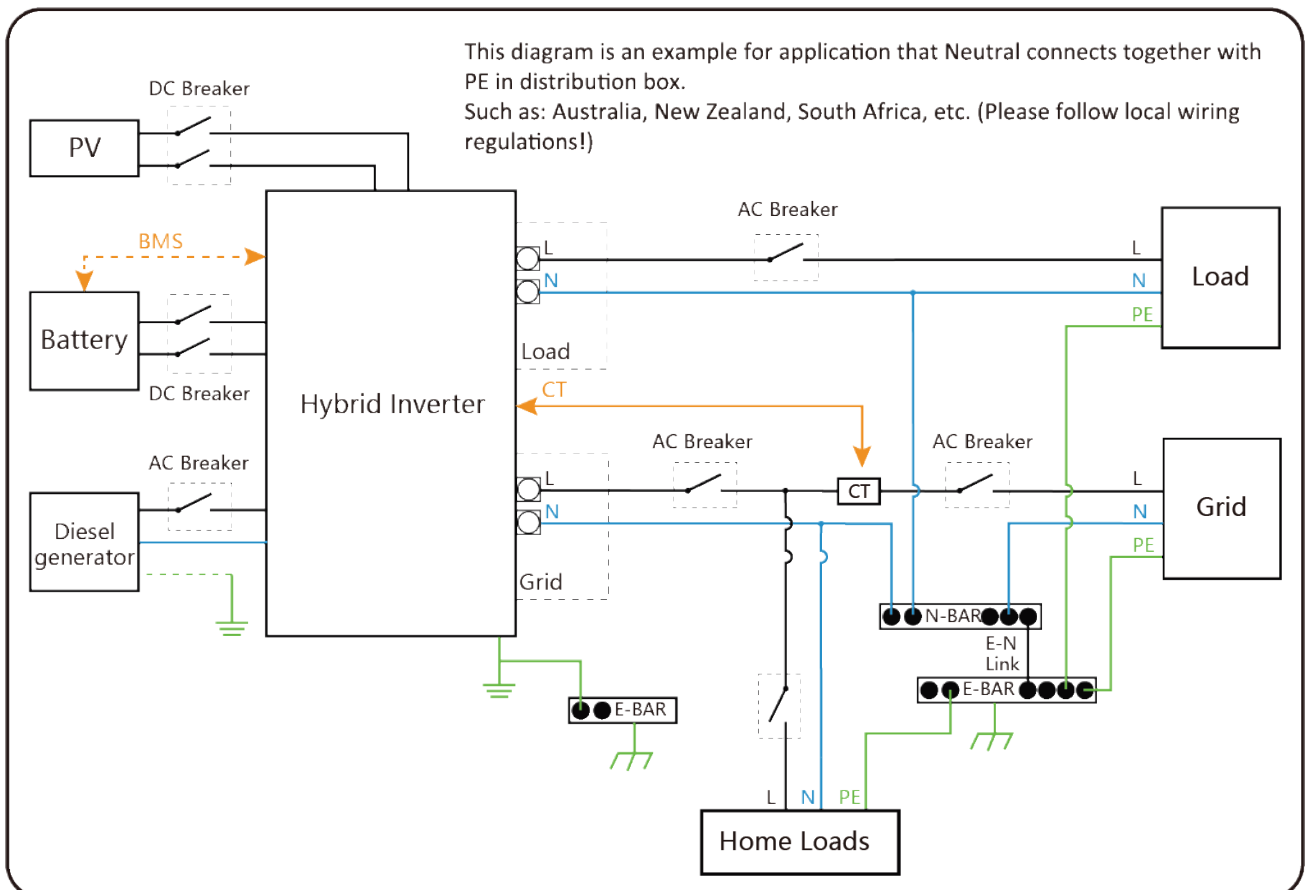 This diagram is an example for application that Neutral connects together with
PE in distribution box.
Such as: Australia, New Zealand, South Africa, etc. (Please follow local wiring
regulations!)
DC Breaker
PV
AC Breaker
BMS
L
L
N
N
Load
PE
Battery
Load
DC Breaker
CT
Hybrid Inverter
AC Breaker
AC Breaker
AC Breaker
L
CT
L
N
N
Grid
Diesel
generator
PE
Grid
N-BAR
E-N
Link
E-BAR
E-BAR
L
N
PE
Home Loads